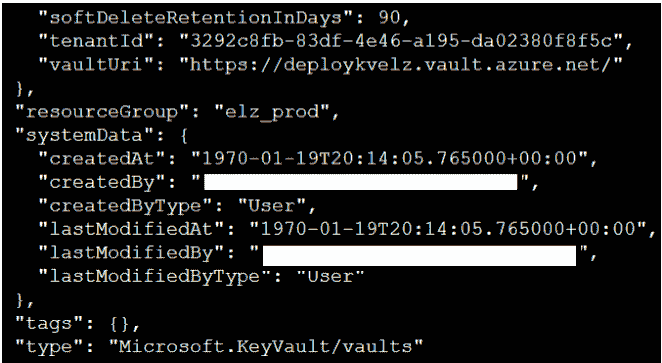 "softDeleteRetentionInDays": 90,
"tenantId": "3292c8fb-83df-4e46-a195-da02380f8f5c",
"vaultUri": "https://deploykvelz.vault.azure.net/"
},
"resourceGroup": "elz_prod",
"systemData": {
"createdAt": "1970-01-19T20:14:05.765000+00:00",
"createdBy": " ",
"createdByType": "User",
"lastModifiedAt": "1970-01-19T20:14:05.765000+00:00",
"lastModifiedBy": " ",
"lastModifiedByType": "User"
},
"tags": {},
"type": "Microsoft.KeyVault/vaults"